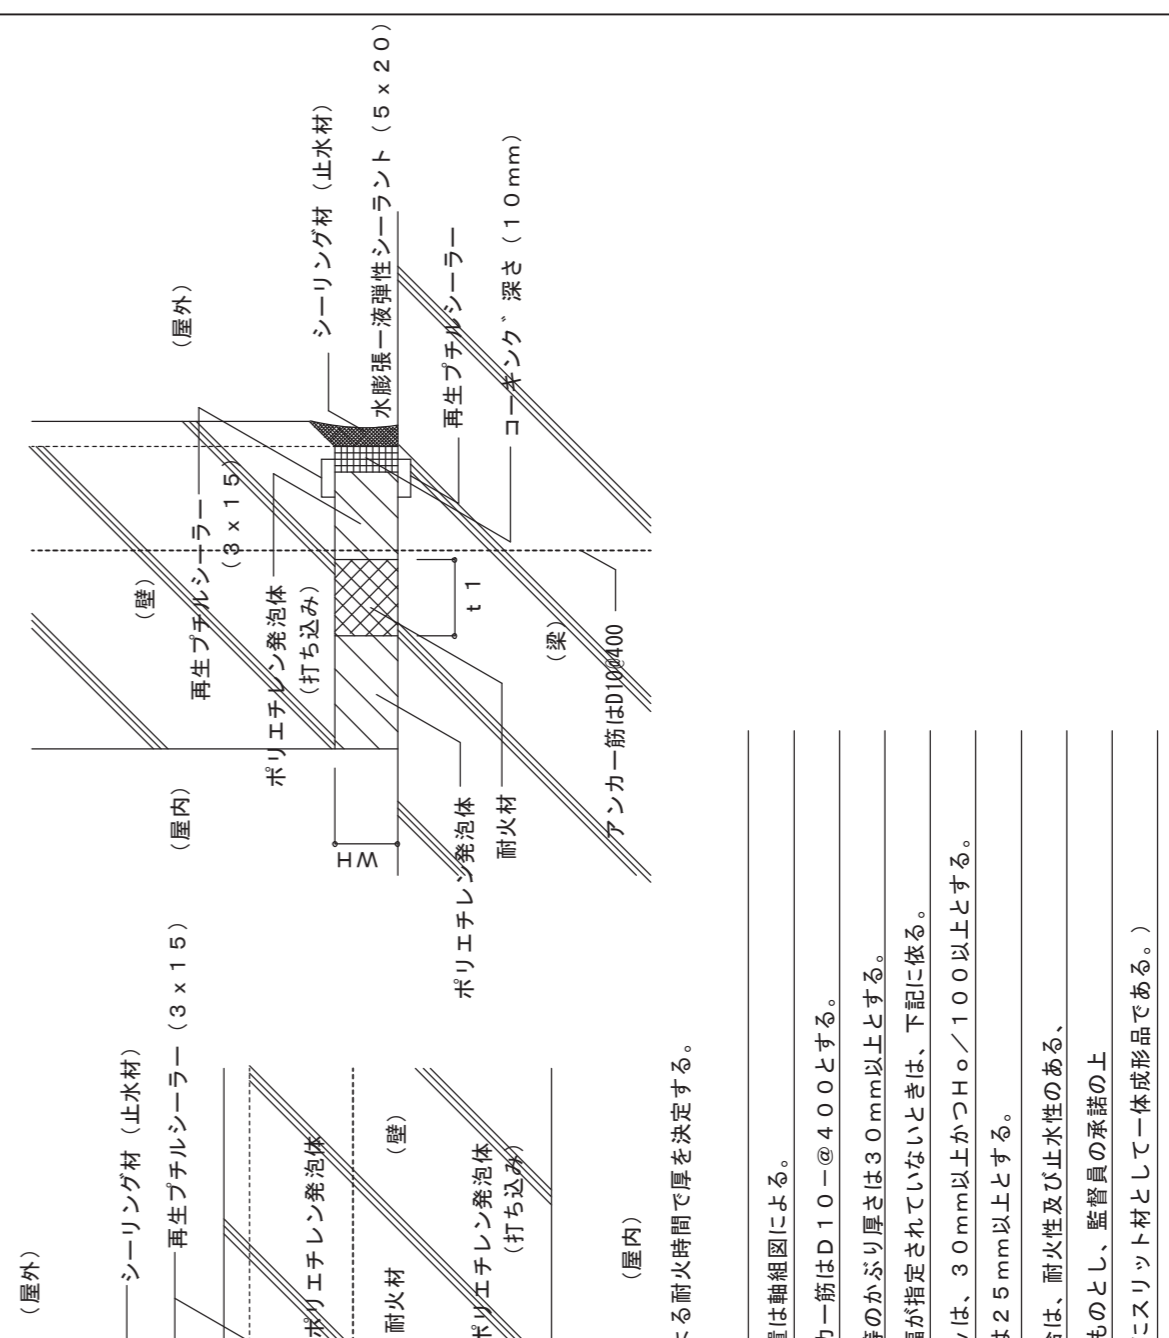 (屋外)
シーリング材 (止水材)
水膨張一液弾性シーラント (5x20)
再生ブチルシーラー
コーキング゛深さ (10mm)
再生ブチルシーラー
(3x15)
(壁)
ポリエチレン発泡体
(打ち込み)
t1
(梁)
アンカー筋はD10@400
(屋内)
HW
ポリエチレン発泡体
耐火材
(屋外)
シーリング材 (止水材)
再生ブチルシーラー (3x15)
ポリエチレン発泡体
耐火材
(壁)
ポリエチレン発泡体
(打ち込み)
(屋内)
る耐火時間で厚を決定する。
置は軸組図による。
カー筋はD10-@400とする。
等のかぶり厚さは30mm以上とする。
幅が指定されていないときは、下記に依る。
は、30mm以上かつHo/100以上とする。
は25mm以上とする。
は、耐火性及び止水性のある、
ものとし、監督員の承諾の上
にスリット材として一体成形品である。)